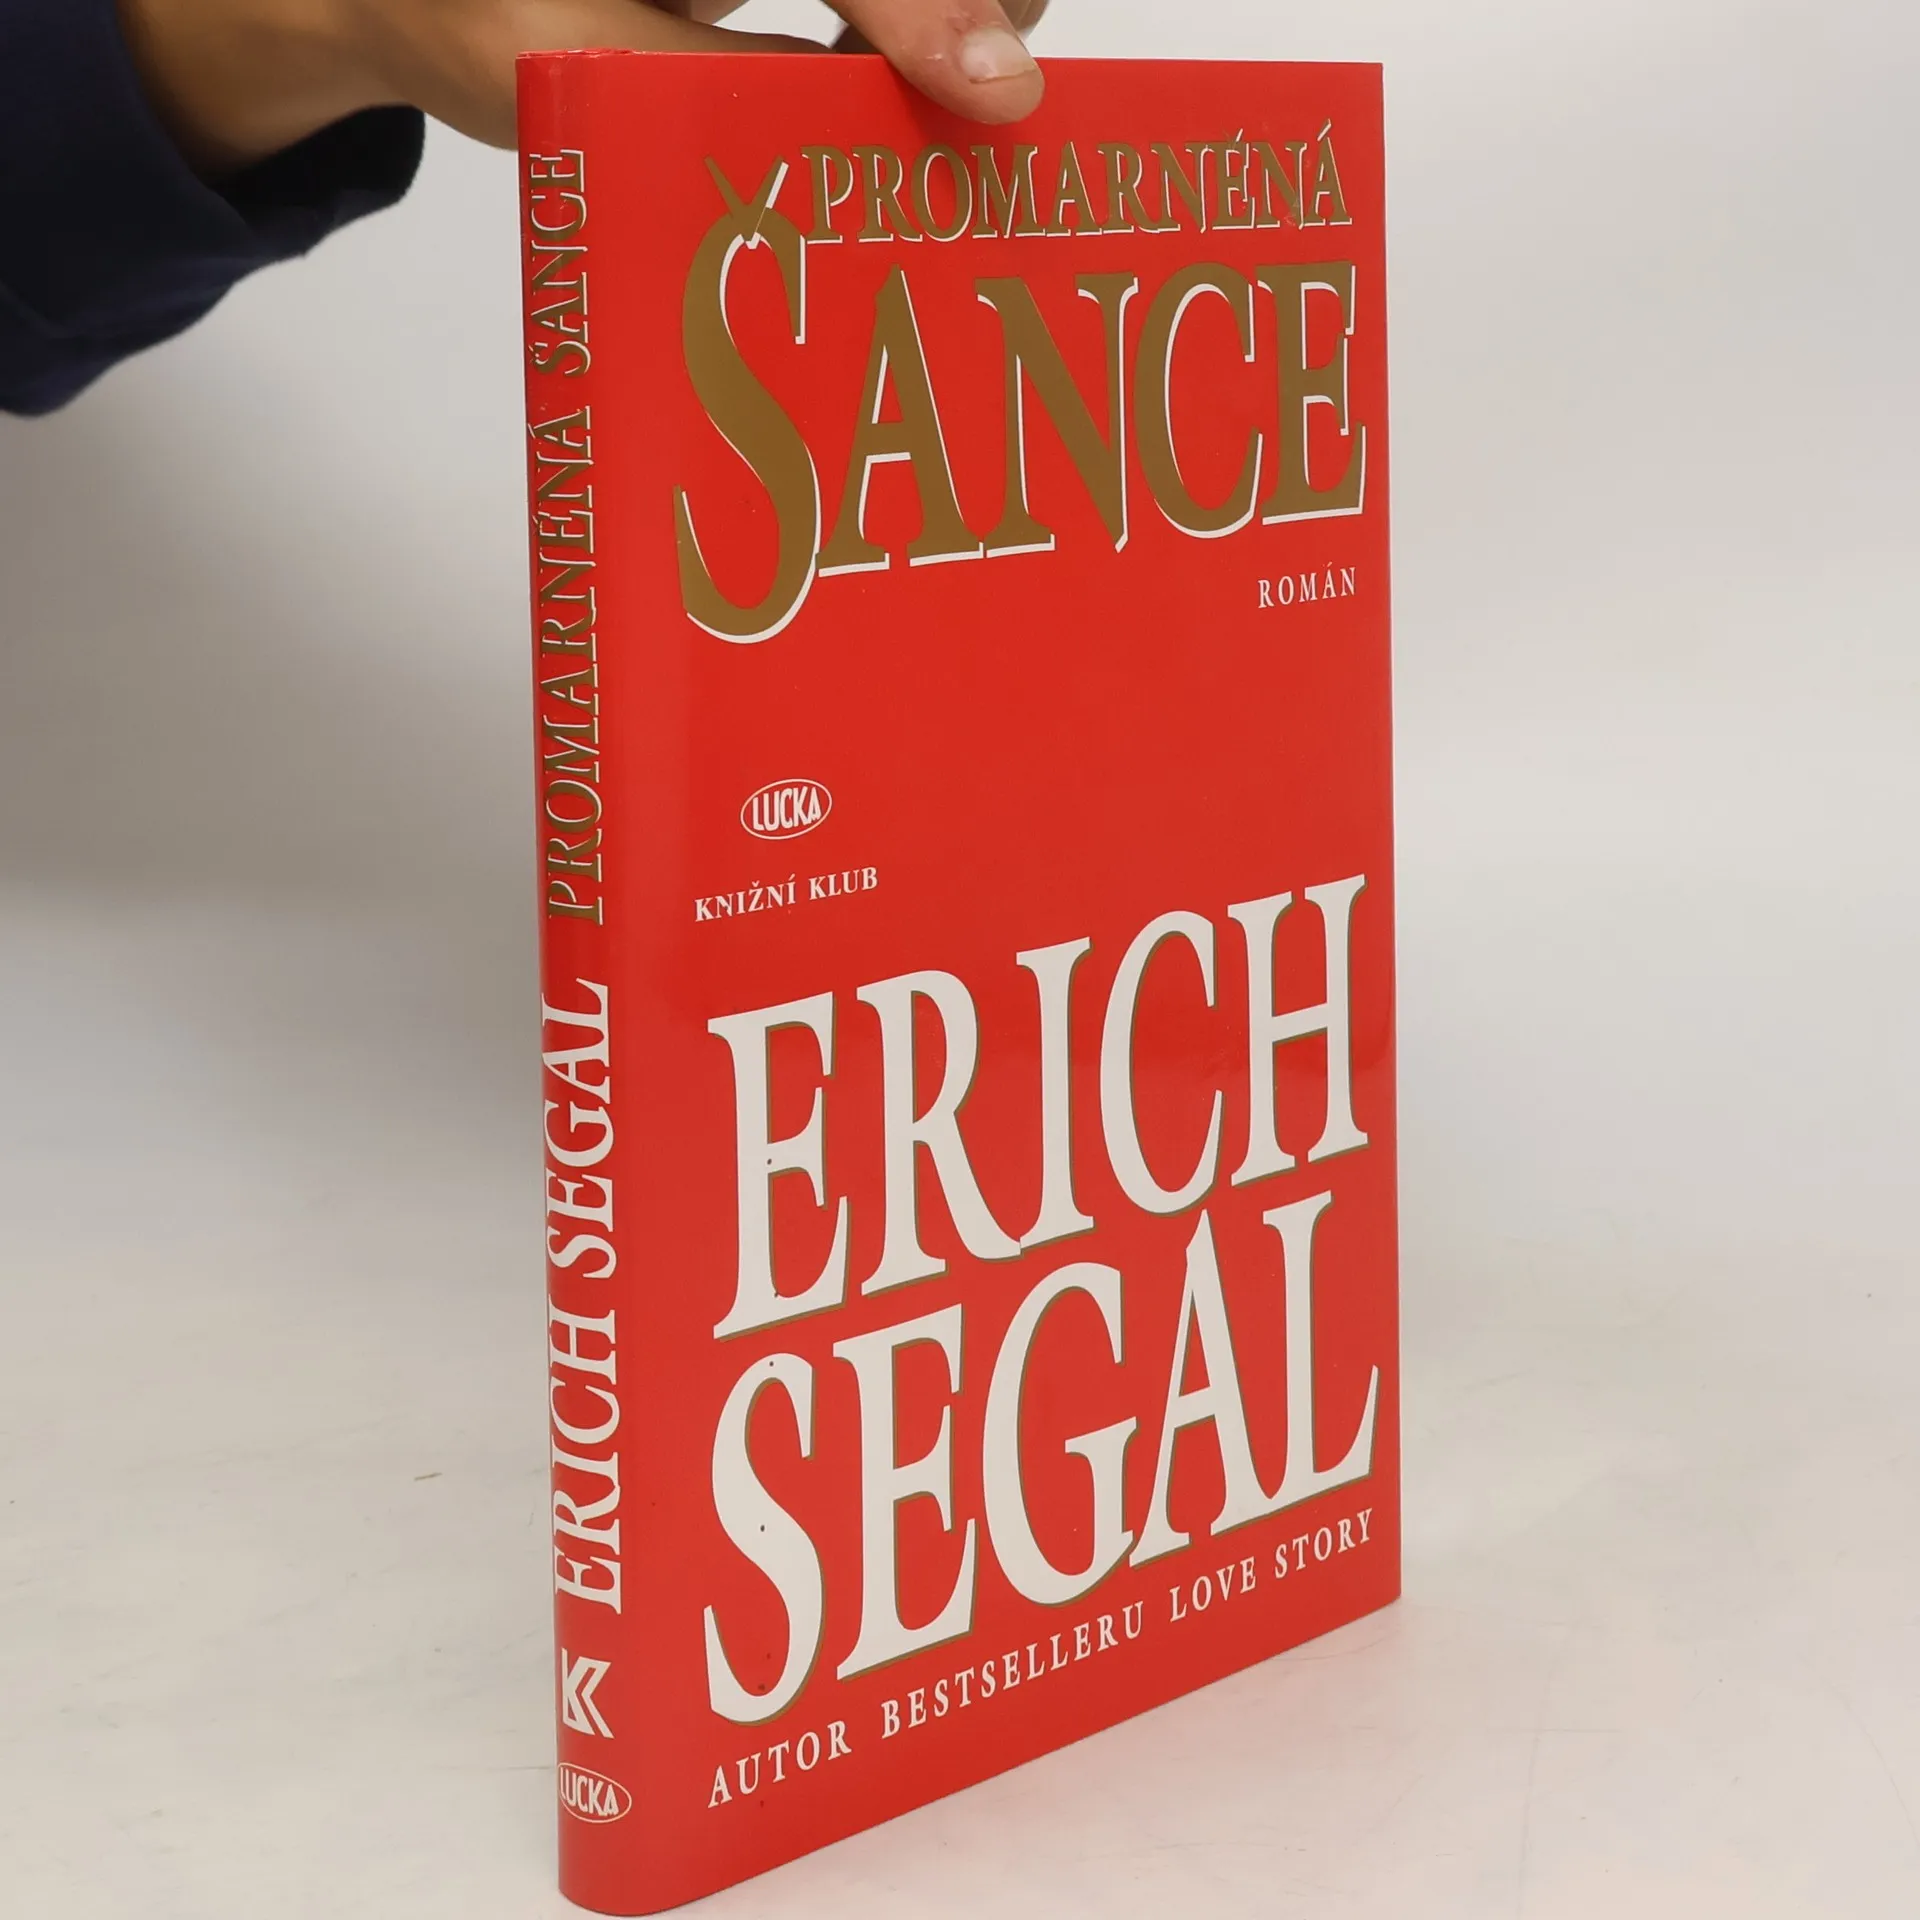 PROMARNĚNÁ
ŠANCE
ROMÁN
LUCKA
KNIŽNÍ KLUB
ERICH
SEGAL
AUTOR BESTSELLERU LOVE STORY
ERICH SEGAL PROMARNĚNÁ ŠANCE
LUCKA